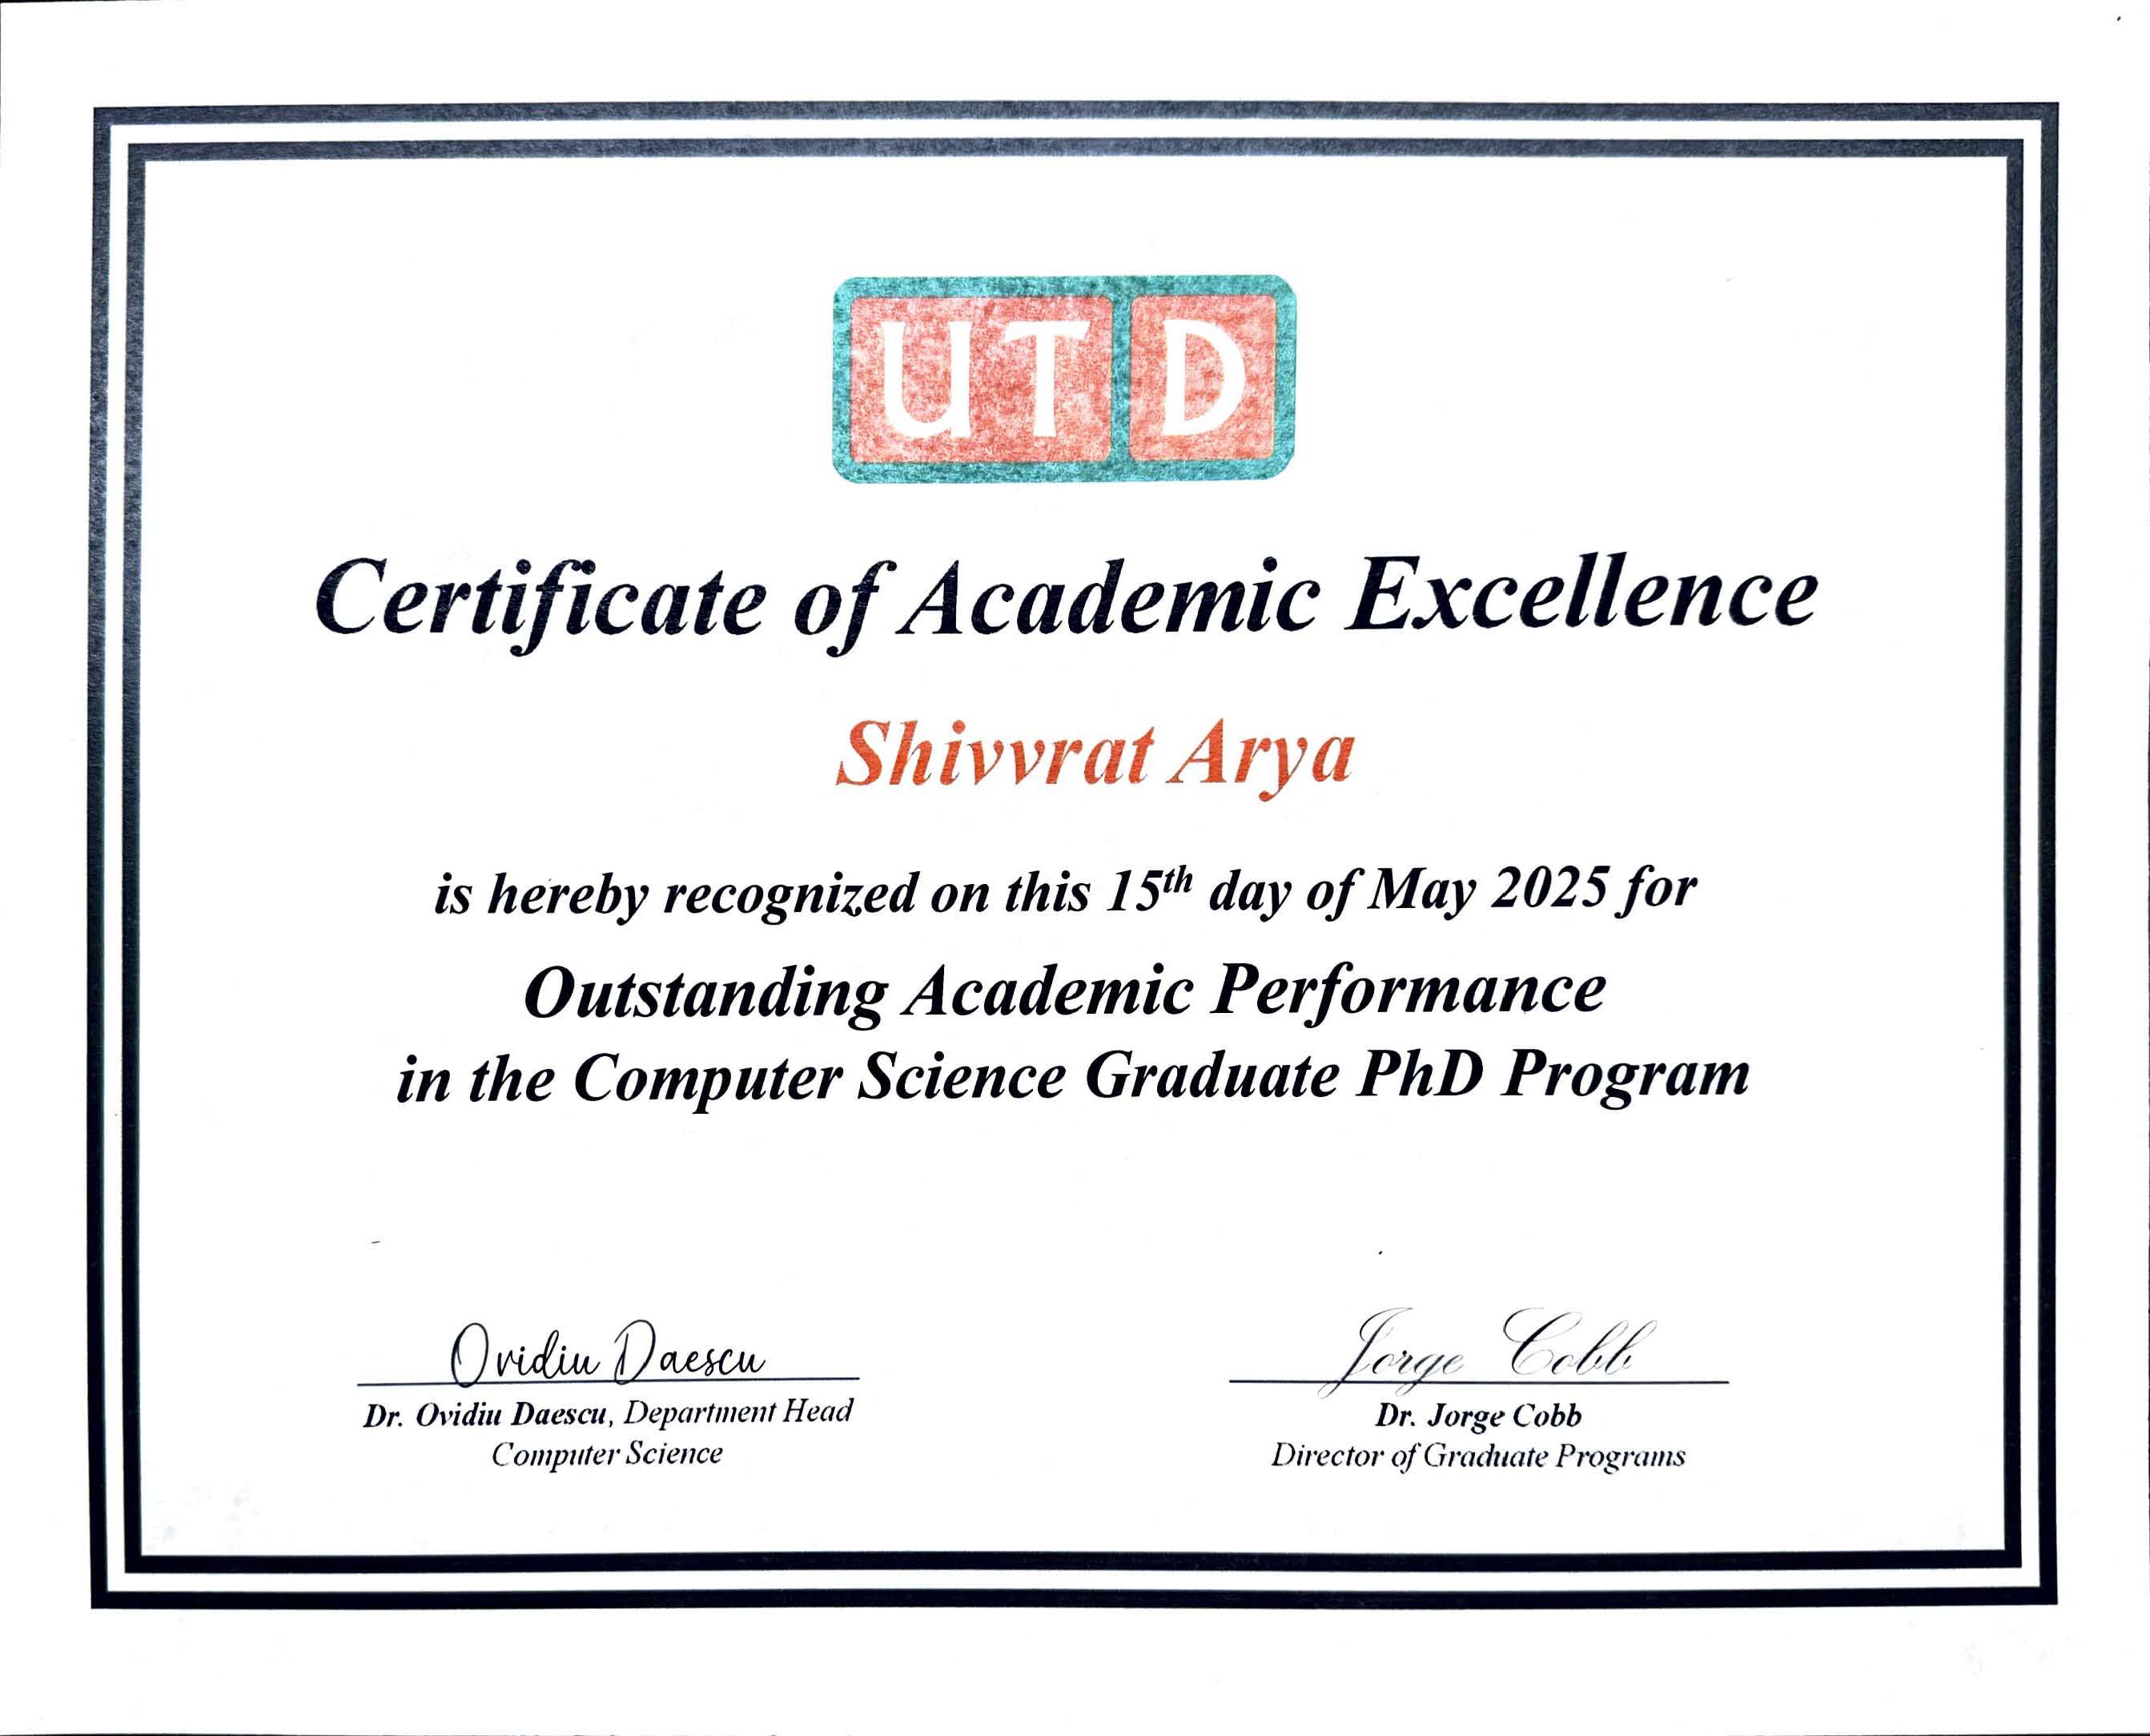 UTD
Certificate of Academic Excellence
Shivvrat Arya
is hereby recognized on this 15th day of May 2025 for
Outstanding Academic Performance
in the Computer Science Graduate PhD Program
Ovidiu Daescu
Jorge Cobb
Dr. Ovidiu Daescu, Department Head
Computer Science
Dr. Jorge Cobb
Director of Graduate Programs